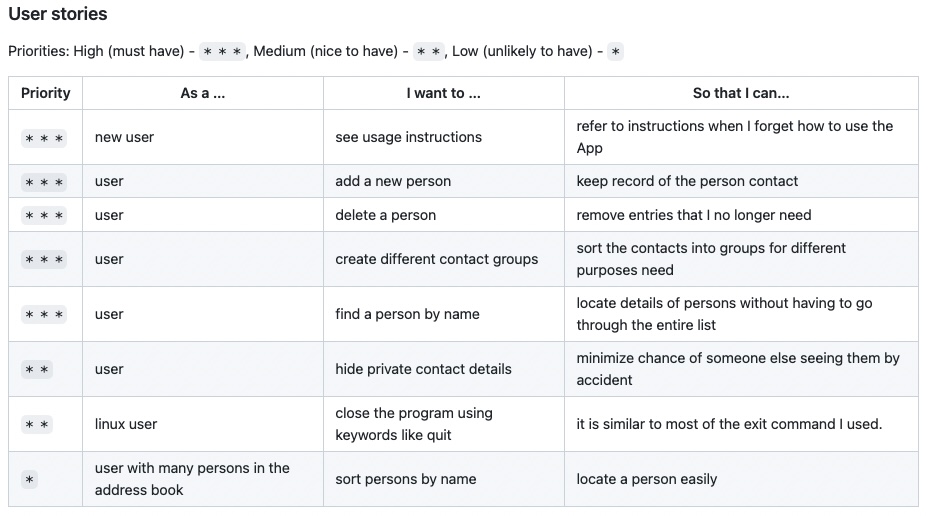 User stories
Priorities: High (must have) - * * *, Medium (nice to have) - * *, Low (unlikely to have) - *
Priority As a ... I want to ... So that I can...
* * * new user see usage instructions refer to instructions when I forget how to use the
App
* * * user add a new person keep record of the person contact
* * * user delete a person remove entries that I no longer need
* * * user create different contact groups sort the contacts into groups for different
purposes need
* * * user find a person by name locate details of persons without having to go
through the entire list
* * user hide private contact details minimize chance of someone else seeing them by
accident
* * linux user close the program using
keywords like quit it is similar to most of the exit command I used.
* user with many persons in the
address book sort persons by name locate a person easily